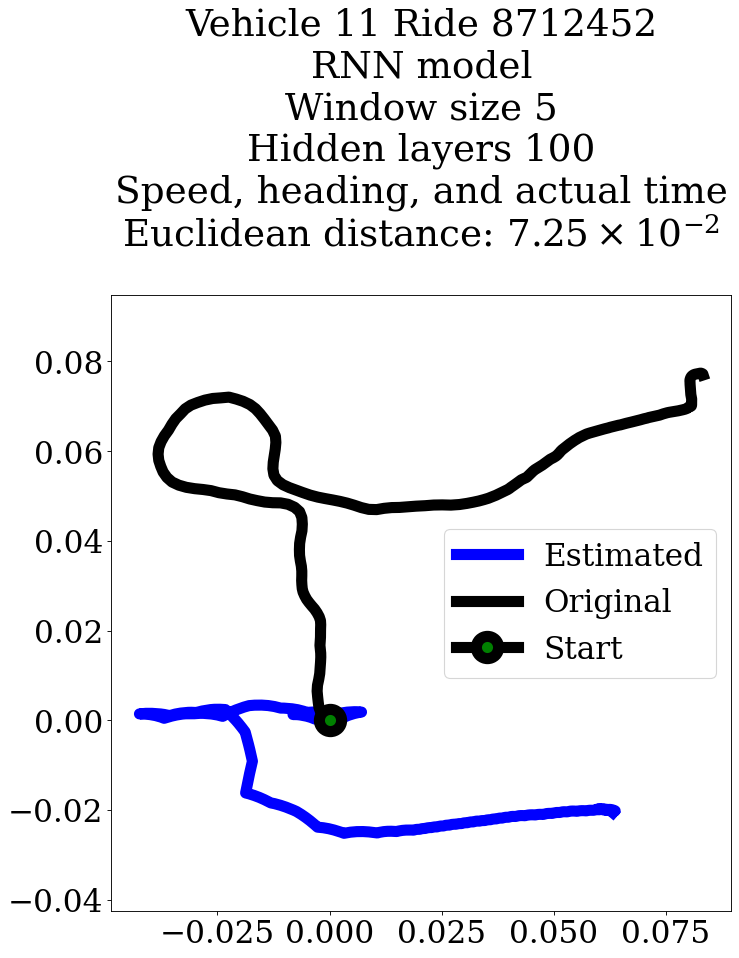 Vehicle 11 Ride 8712452
RNN model
Window size 5
Hidden layers 100
Speed, heading, and actual time
Euclidean distance: 7.25 × 10⁻²
0.08
0.06
0.04
0.02
0.00
−0.02
−0.04
Estimated
Original
Start
−0.025 0.000 0.025 0.050 0.075